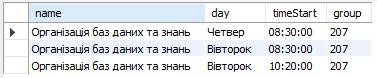 name day timeStart group
Організація баз даних та знань Четвер 08:30:00 207
Організація баз даних та знань Вівторок 08:30:00 207
Організація баз даних та знань Вівторок 10:20:00 207